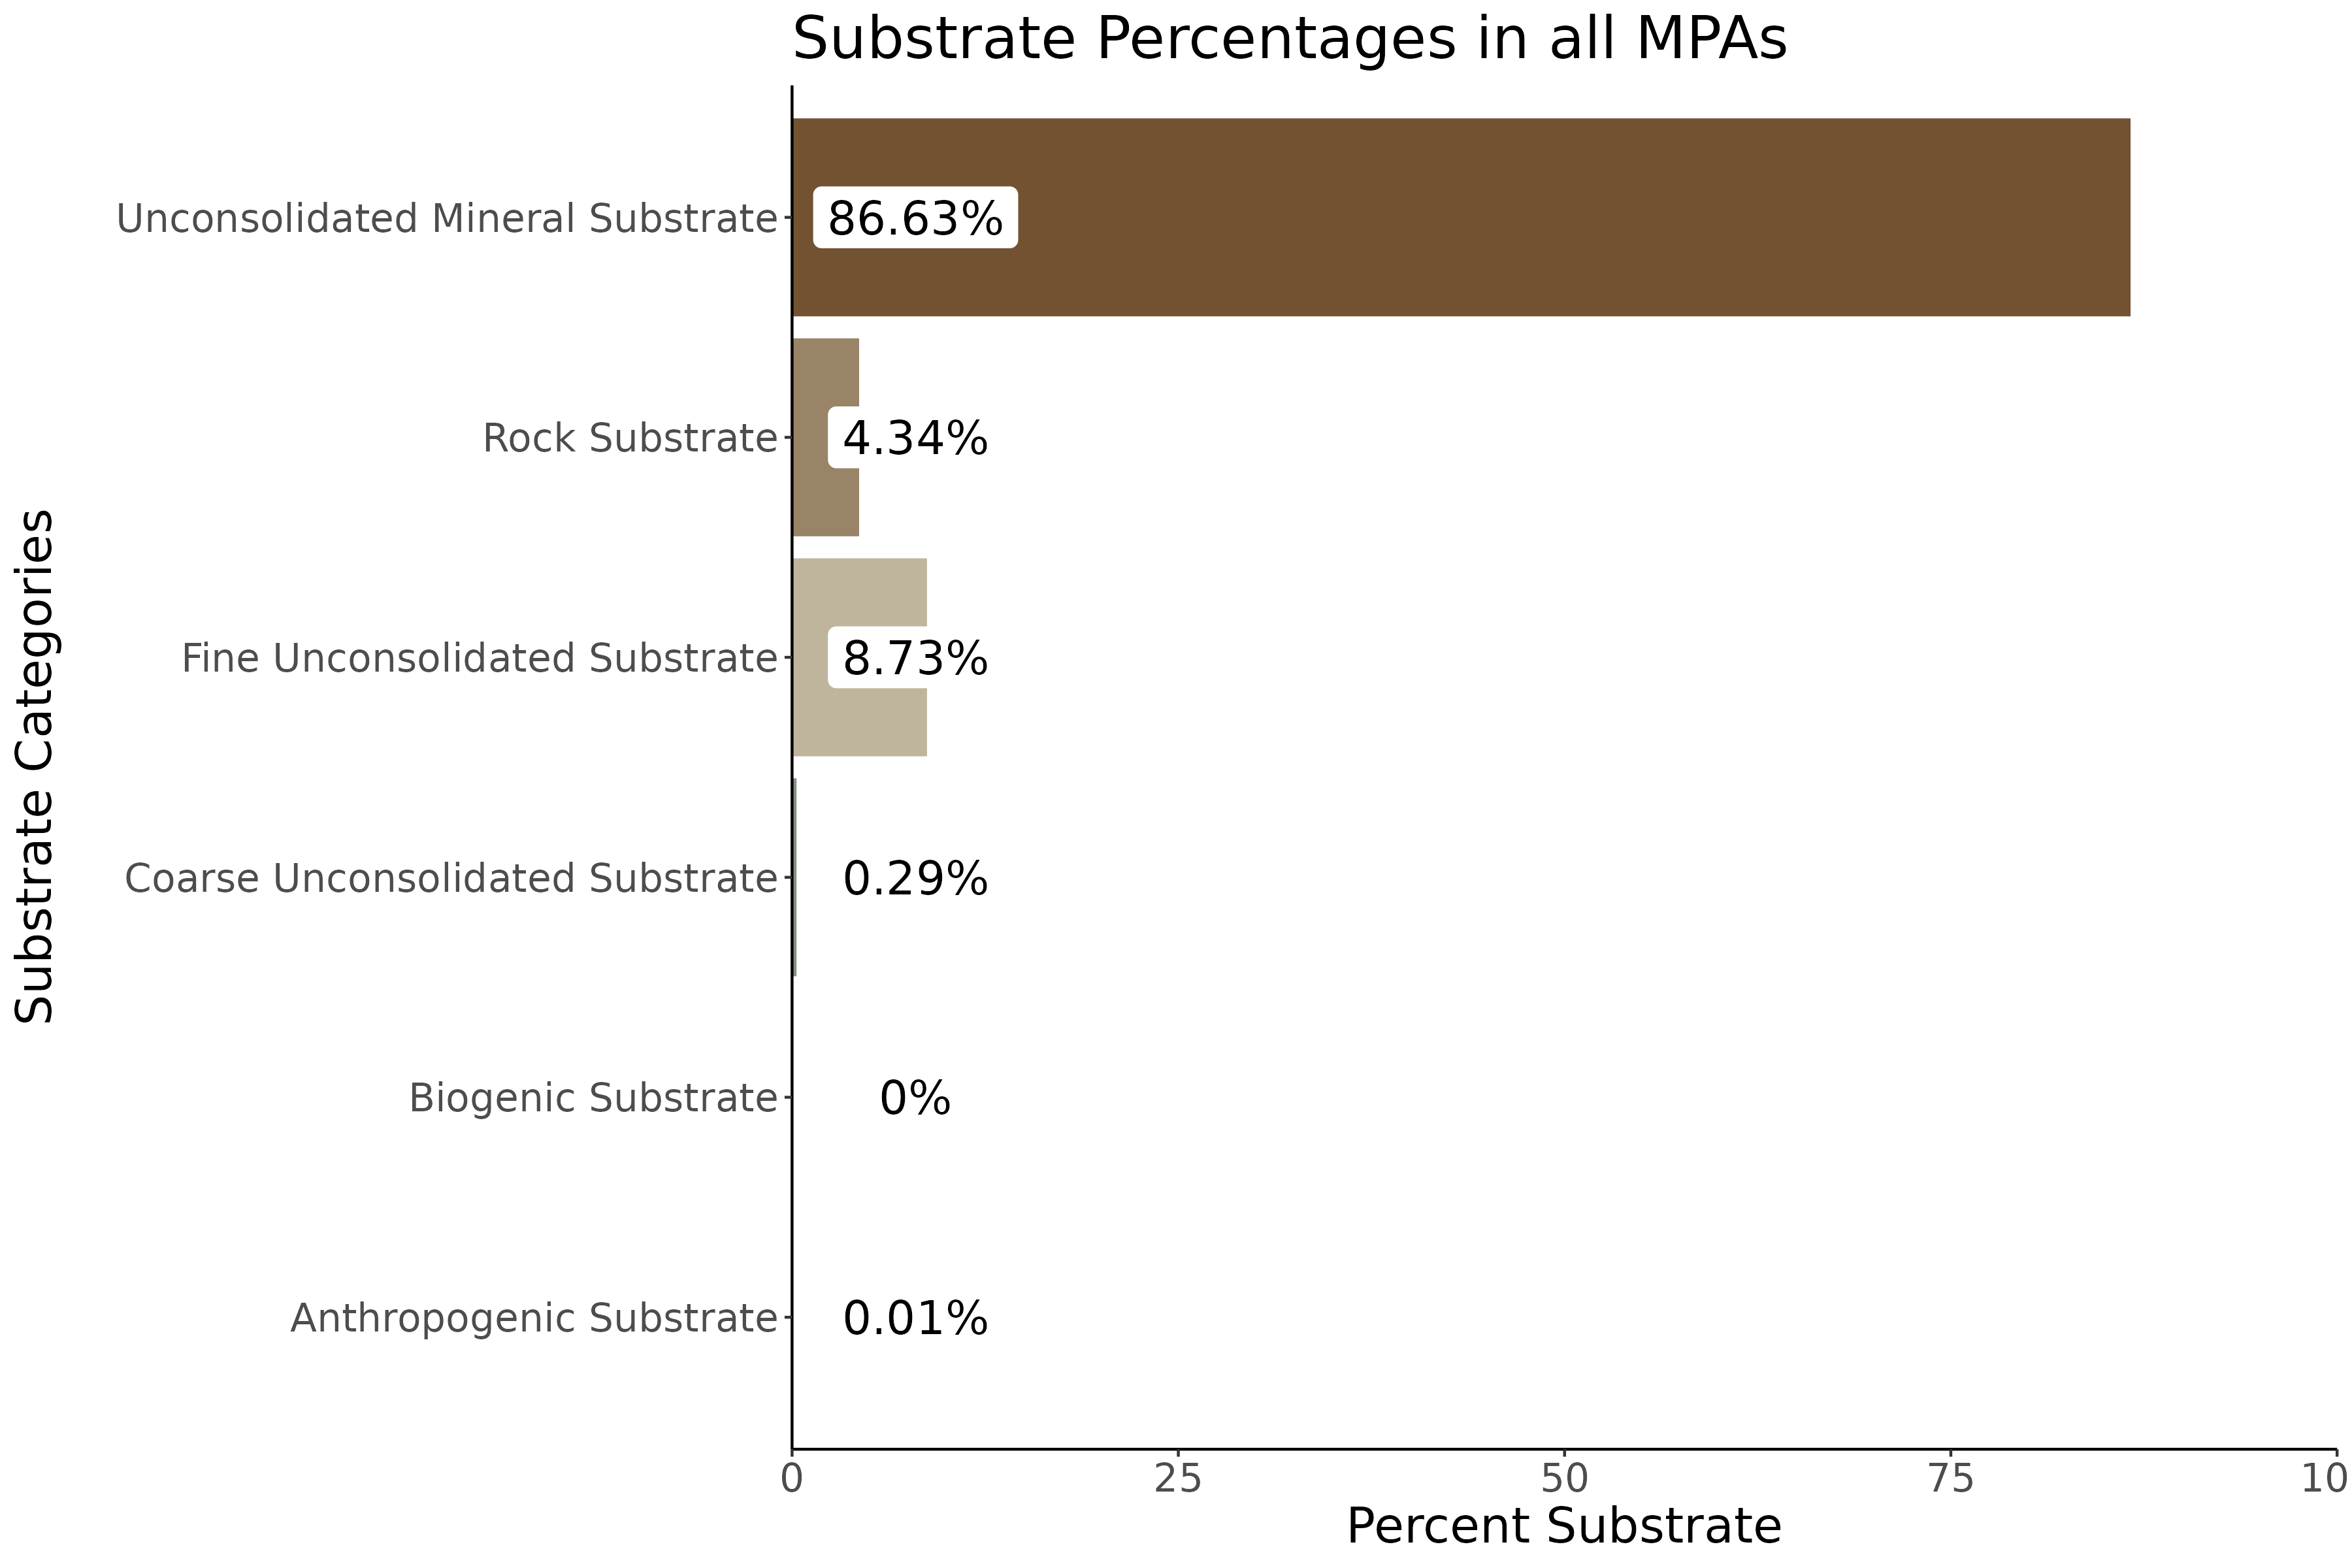 Substrate Percentages in all MPAs
Substrate Categories
Unconsolidated Mineral Substrate
86.63%
Rock Substrate
4.34%
Fine Unconsolidated Substrate
8.73%
Coarse Unconsolidated Substrate
0.29%
Biogenic Substrate
0%
Anthropogenic Substrate
0.01%
0 25 50 75 10
Percent Substrate